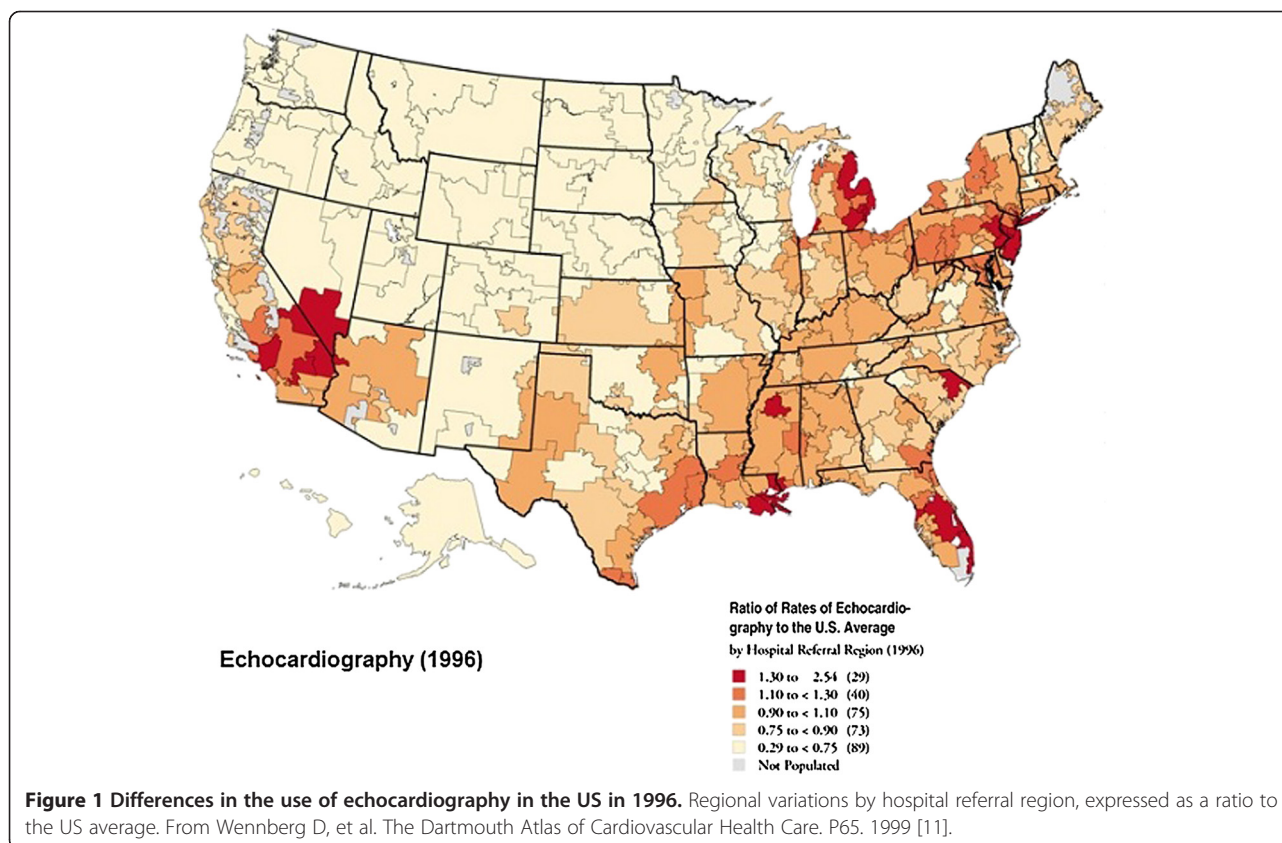 Echocardiography (1996)
Ratio of Rates of Echocardio-
graphy to the U.S. Average
by Hospital Referral Region (1996)
1.30 to 2.54 (29)
1.10 to < 1.30 (40)
0.90 to < 1.10 (75)
0.75 to < 0.90 (73)
0.29 to < 0.75 (89)
Not Populated
Figure 1 Differences in the use of echocardiography in the US in 1996. Regional variations by hospital referral region, expressed as a ratio to
the US average. From Wennberg D, et al. The Dartmouth Atlas of Cardiovascular Health Care. P65. 1999 [11].